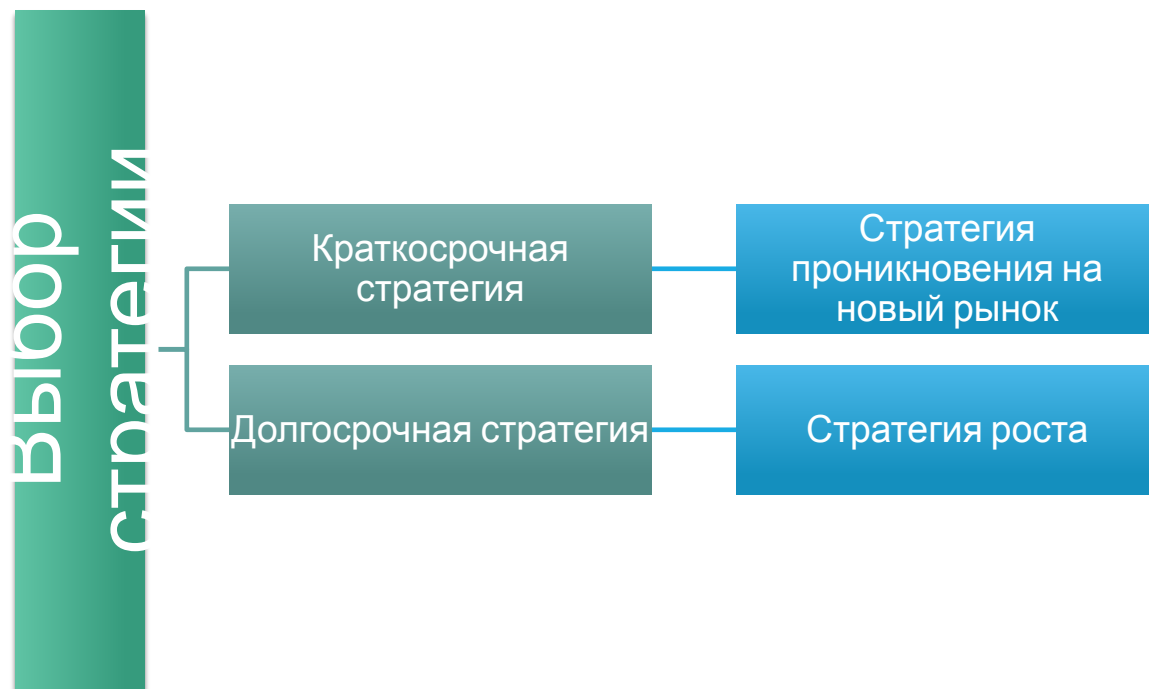 Выбор
стратегии
Краткосрочная
стратегия
Стратегия
проникновения на
новый рынок
Долгосрочная стратегия
Стратегия роста